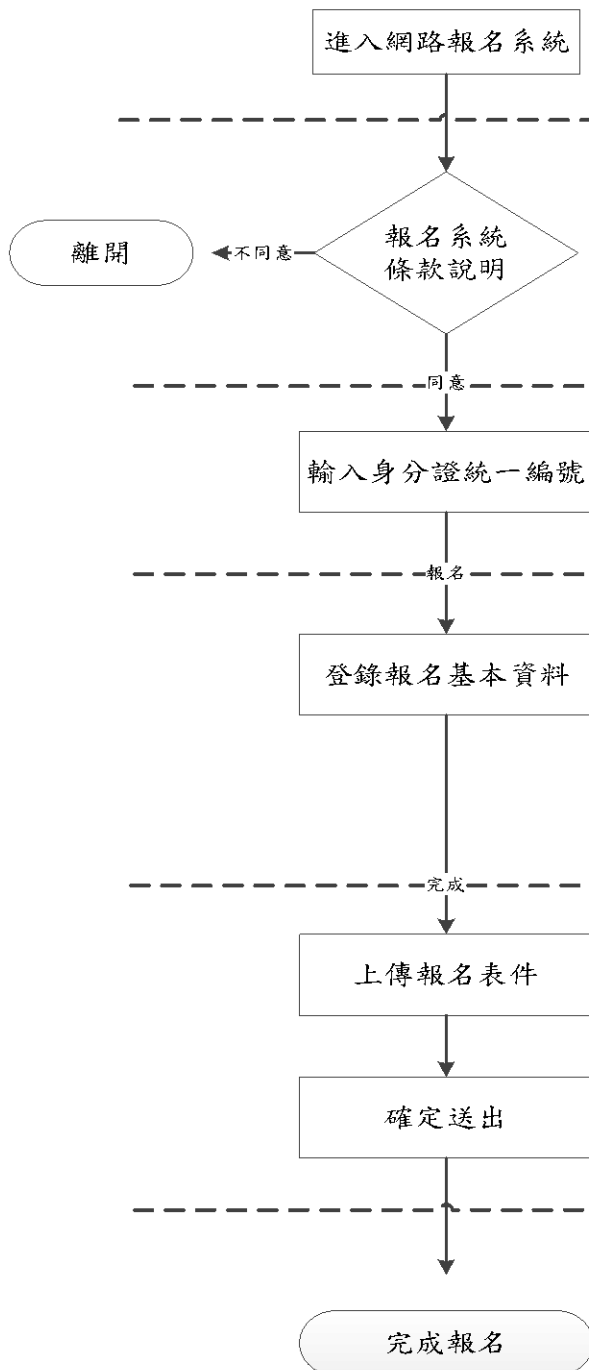 進入網路報名系統
報名系統
條款說明
不同意
離開
同意
輸入身分證統一編號
報名
登錄報名基本資料
完成
上傳報名表件
確定送出
完成報名